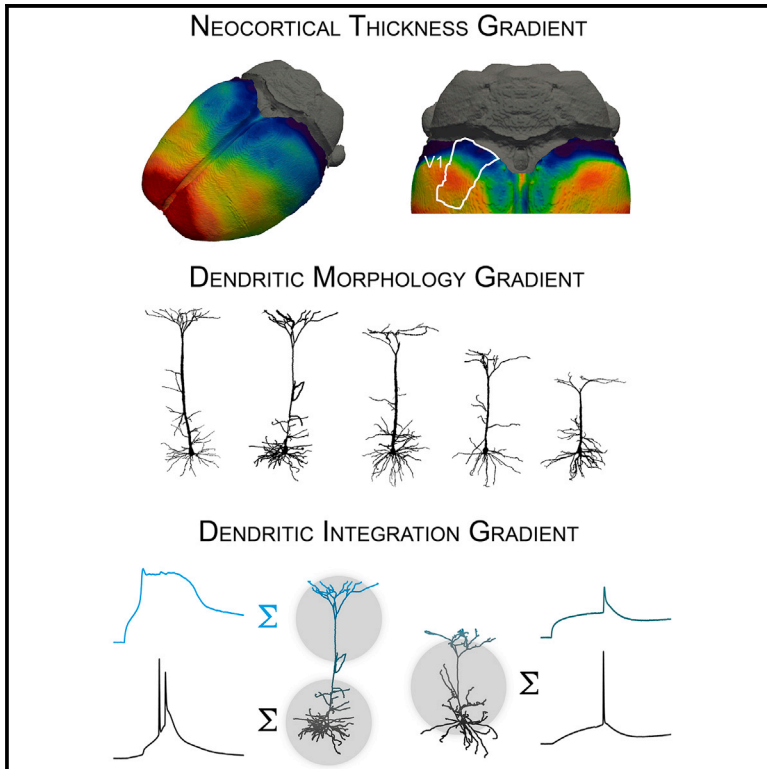 NEOCORTICAL THICKNESS GRADIENT
V1
DENDRITIC MORPHOLOGY GRADIENT
DENDRITIC INTEGRATION GRADIENT
Σ
Σ
Σ